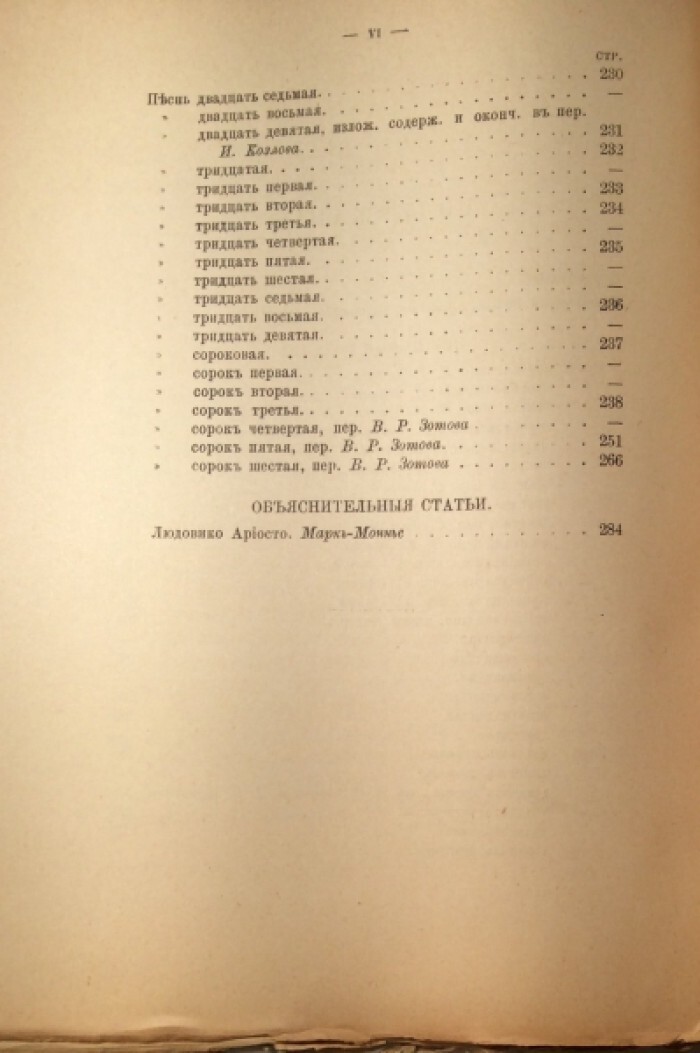 — VI —
СТР.
Пѣснь двадцать седьмая. . . . . . . . . . . . . . . . 230
» двадцать восьмая. . . . . . . . . . . . . . . . —
» двадцать девятая, излож. содерж. и оконч. въ пер.
И. Козлова. . . . . . . . . . . . . . . . 231
» тридцатая. . . . . . . . . . . . . . . . 232
» тридцать первая. . . . . . . . . . . . . . . . —
» тридцать вторая. . . . . . . . . . . . . . . . 233
» тридцать третья. . . . . . . . . . . . . . . . 234
» тридцать четвертая. . . . . . . . . . . . . . . . —
» тридцать пятая. . . . . . . . . . . . . . . . 235
» тридцать шестая. . . . . . . . . . . . . . . . —
» тридцать седьмая. . . . . . . . . . . . . . . . —
» тридцать восьмая. . . . . . . . . . . . . . . . 236
» тридцать девятая. . . . . . . . . . . . . . . . —
» сороковая. . . . . . . . . . . . . . . . 237
» сорокъ первая. . . . . . . . . . . . . . . . —
» сорокъ вторая. . . . . . . . . . . . . . . . —
» сорокъ третья. . . . . . . . . . . . . . . . 238
» сорокъ четвертая, пер. В. Р. Зотова . . . . . . . . —
» сорокъ пятая, пер. В. Р. Зотова. . . . . . . . . 251
» сорокъ шестая, пер. В. Р. Зотова . . . . . . . . . 266
ОБЪЯСНИТЕЛЬНЫЯ СТАТЬИ.
Людовико Аріосто. Маркъ-Моннье . . . . . . . . . . . 284